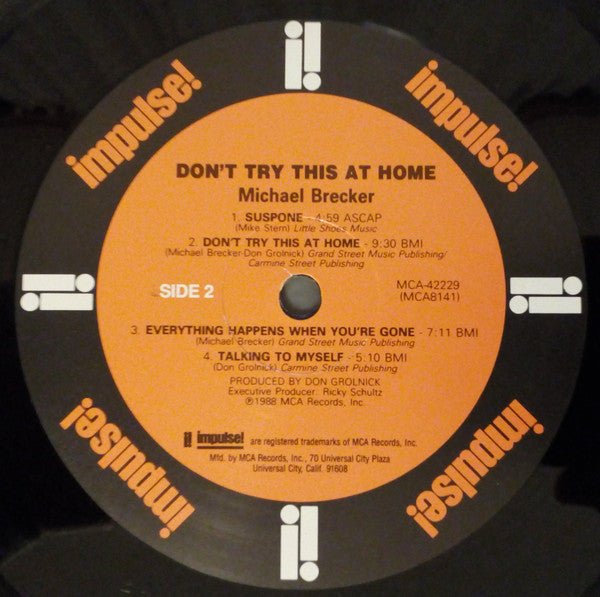 impulse!
impulse!
DON'T TRY THIS AT HOME
Michael Brecker
1. SUSPONE - 4:59 ASCAP
(Mike Stern) Little Shoes Music
2. DON'T TRY THIS AT HOME - 9:30 BMI
(Michael Brecker-Don Grolnick) Grand Street Music Publishing/
Carmine Street Publishing
SIDE 2
MCA-42229
(MCA8141)
3. EVERYTHING HAPPENS WHEN YOU'RE GONE - 7:11 BMI
(Michael Brecker) Grand Street Music Publishing
4. TALKING TO MYSELF - 5:10 BMI
(Don Grolnick) Carmine Street Publishing
PRODUCED BY DON GROLNICK
Executive Producer: Ricky Schultz
℗1988 MCA Records, Inc.
impulse! are registered trademarks of MCA Records, Inc.
Mfd. by MCA Records, Inc., 70 Universal City Plaza
Universal City, Calif. 91608
impulse!
impulse!